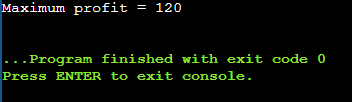 Maximum profit = 120
...Program finished with exit code 0
Press ENTER to exit console.